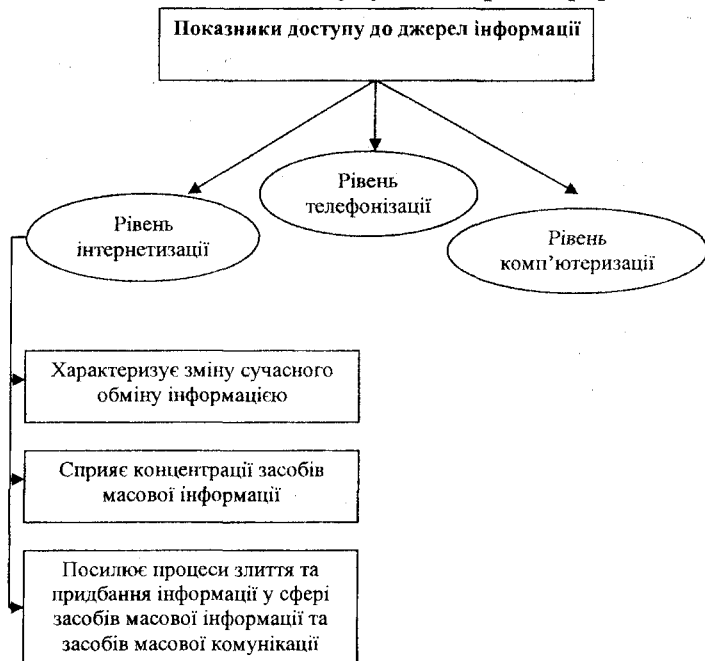 Показники доступу до джерел інформації
Рівень
телефонізації
Рівень
інтернетизації
Рівень
комп’ютеризації
Характеризує зміну сучасного
обміну інформацією
Сприяє концентрації засобів
масової інформації
Посилює процеси злиття та
придбання інформації у сфері
засобів масової інформації та
засобів масової комунікації